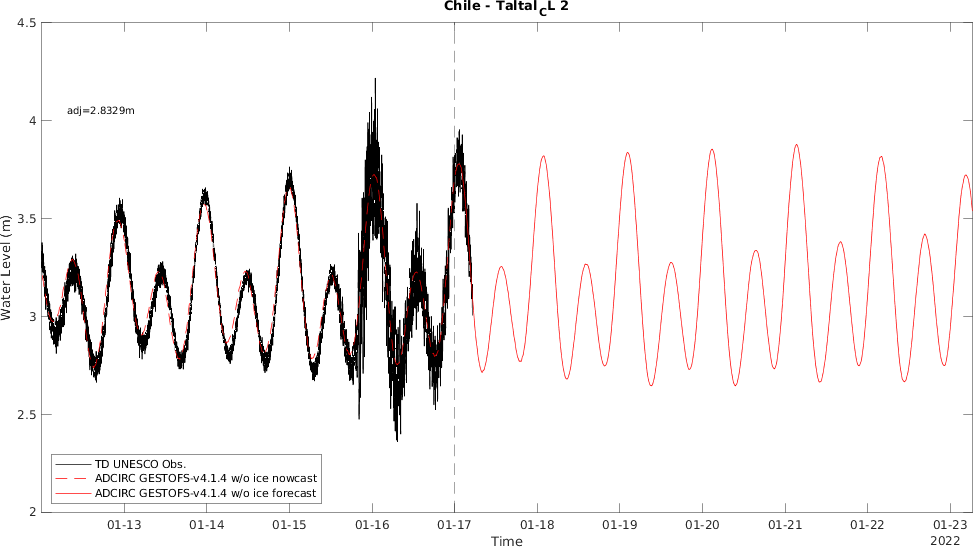 Chile - Taltal_CL 2
4.5
4
3.5
3
2.5
2
Water Level (m)
adj=2.8329m
TD UNESCO Obs.
ADCIRC GESTOFS-v4.1.4 w/o ice nowcast
ADCIRC GESTOFS-v4.1.4 w/o ice forecast
01-13
01-14
01-15
01-16
01-17
01-18
01-19
01-20
01-21
01-22
01-23
Time
2022